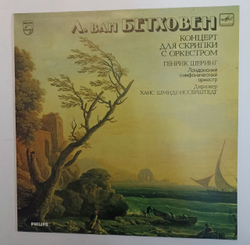 Л. ван БЕТХОВЕН
КОНЦЕРТ
ДЛЯ СКРИПКИ
С ОРКЕСТРОМ
ГЕНРИК ШЕРИНГ
Лондонский
симфонический
оркестр
Дирижер
ХАНС ШМИДТ-ИССЕРШТЕДТ
PHILIPS